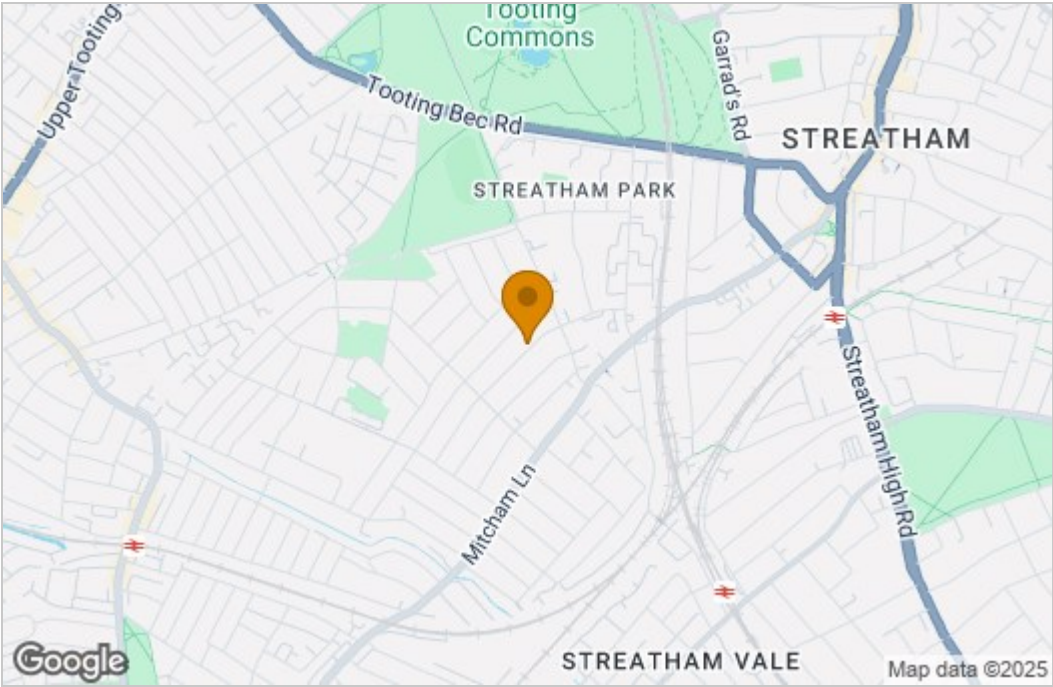 Tooting
Commons
Upper Tooting
Tooting Bec Rd
Garrad's Rd
STREATHAM
STREATHAM PARK
Streatham High Rd
Mitcham Ln
STREATHAM VALE
Google
Map data ©2025